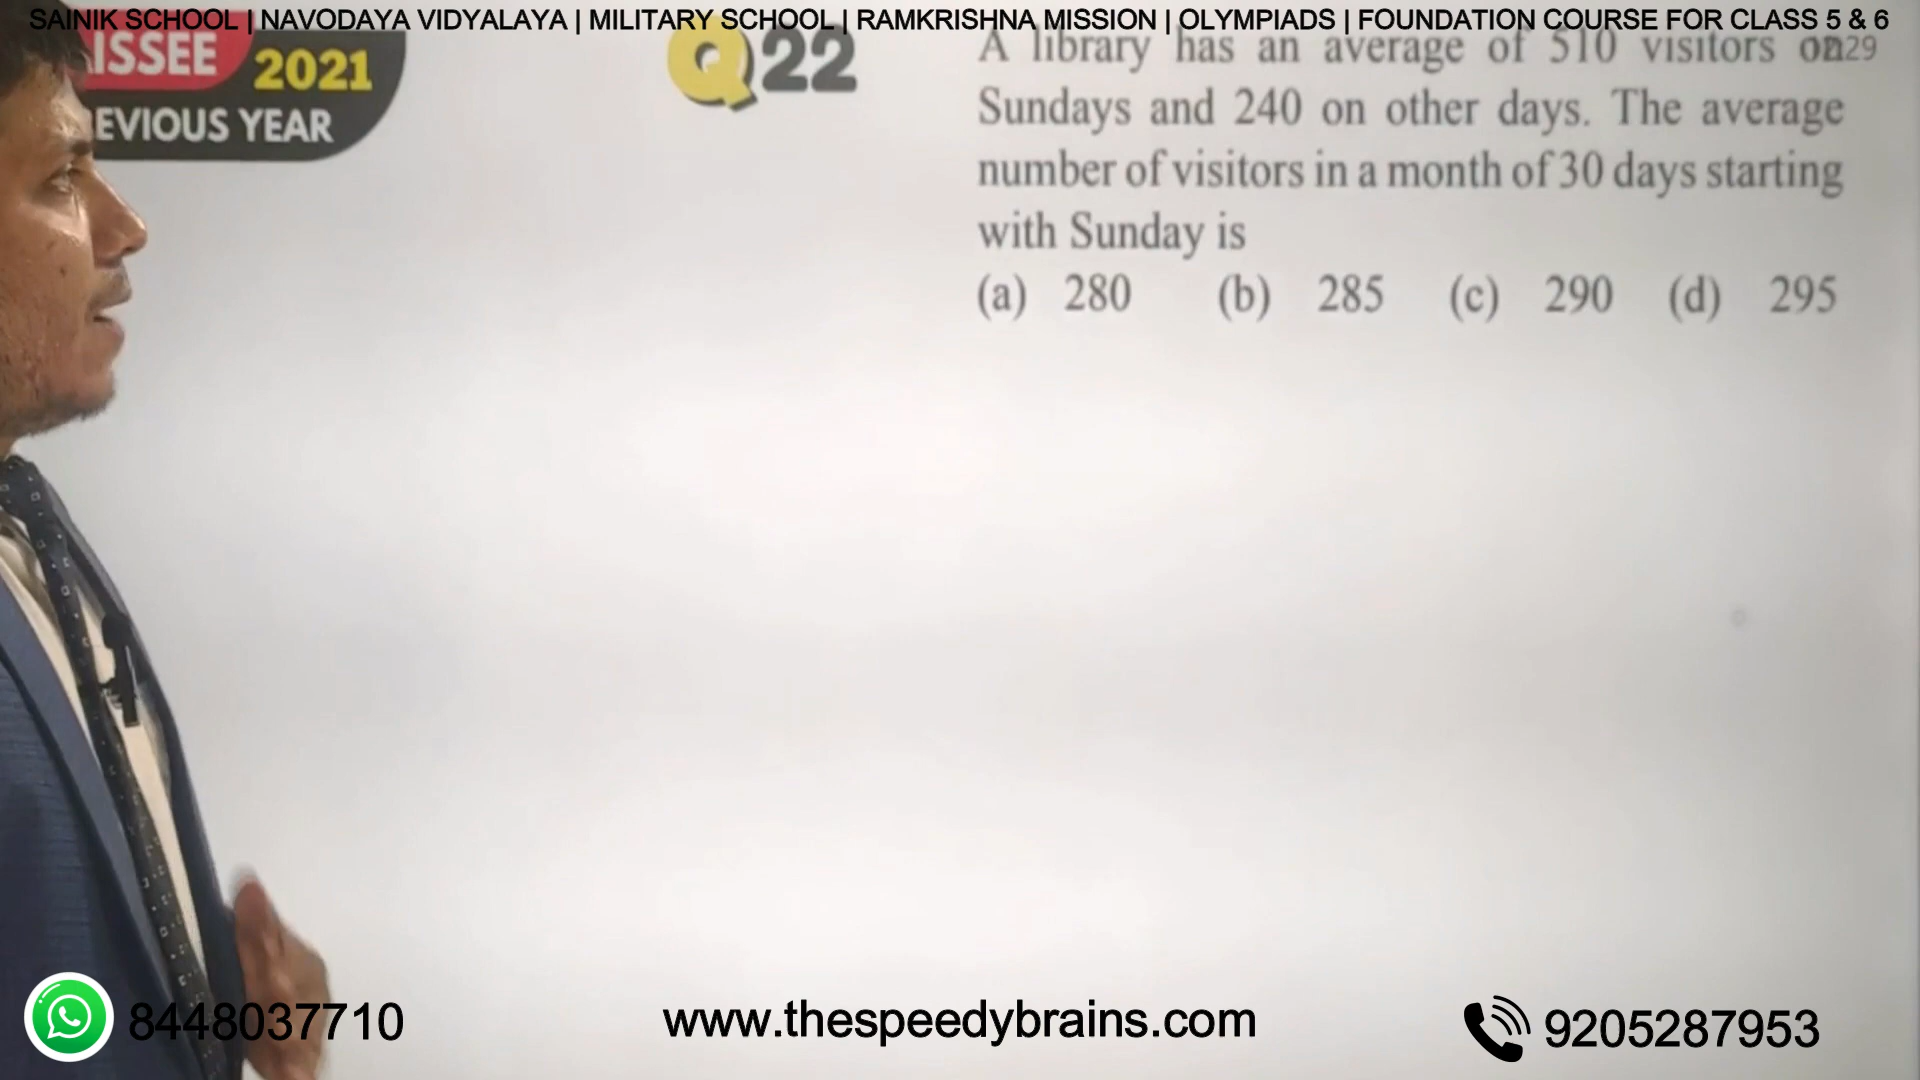 SAINIK SCHOOL | NAVODAYA VIDYALAYA | MILITARY SCHOOL | RAMKRISHNA MISSION | OLYMPIADS | FOUNDATION COURSE FOR CLASS 5 & 6
AISSEE 2021
PREVIOUS YEAR
Q22
A library has an average of 510 visitors on
Sundays and 240 on other days. The average
number of visitors in a month of 30 days starting
with Sunday is
(a) 280 (b) 285 (c) 290 (d) 295
8448037710
www.thespeedybrains.com
9205287953